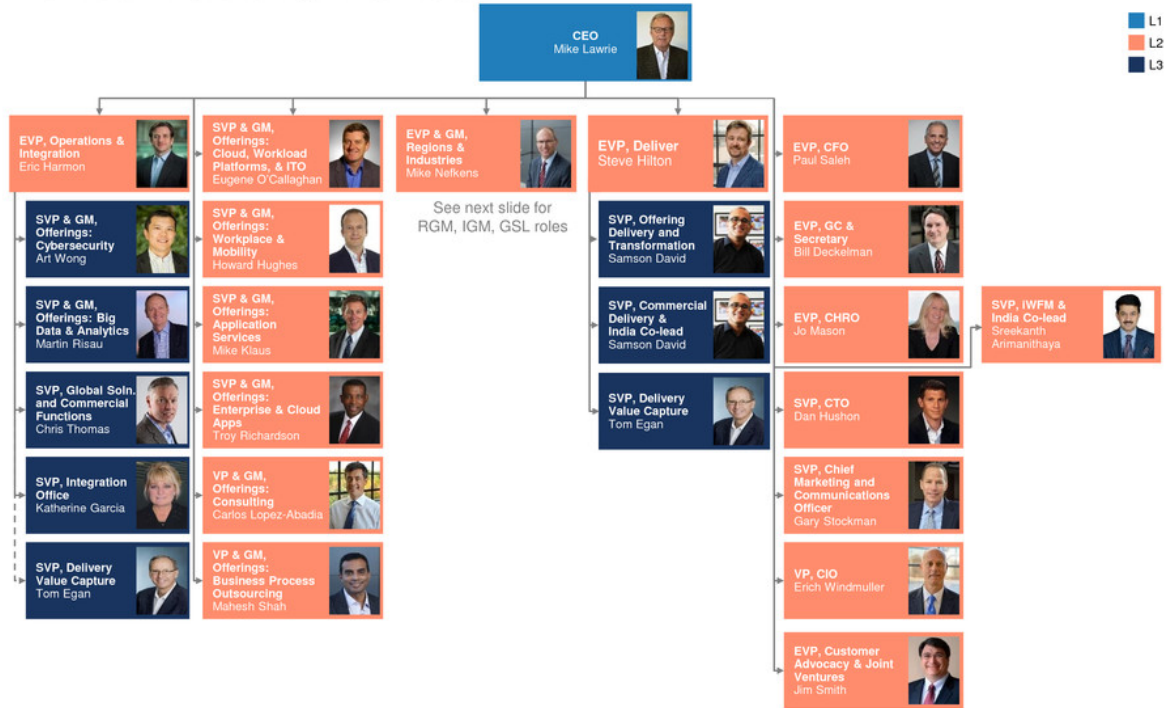 CEO
Mike Lawrie
L1
L2
L3
EVP, Operations &
Integration
Eric Harmon
SVP & GM,
Offerings:
Cybersecurity
Art Wong
SVP & GM,
Offerings: Big
Data & Analytics
Martin Risau
SVP, Global Soln.
and Commercial
Functions
Chris Thomas
SVP, Integration
Office
Katherine Garcia
SVP, Delivery
Value Capture
Tom Egan
SVP & GM,
Offerings:
Cloud, Workload
Platforms, & ITO
Eugene O'Callaghan
SVP & GM,
Offerings:
Workplace &
Mobility
Howard Hughes
SVP & GM,
Offerings:
Application
Services
Mike Klaus
SVP & GM,
Offerings:
Enterprise & Cloud
Apps
Troy Richardson
VP & GM,
Offerings:
Consulting
Carlos Lopez-Abadia
VP & GM,
Offerings:
Business Process
Outsourcing
Mahesh Shah
EVP & GM,
Regions &
Industries
Mike Nefkens
See next slide for
RGM, IGM, GSL roles
EVP, Deliver
Steve Hilton
SVP, Offering
Delivery and
Transformation
Samson David
SVP, Commercial
Delivery &
India Co-lead
Samson David
SVP, Delivery
Value Capture
Tom Egan
EVP, CFO
Paul Saleh
EVP, GC &
Secretary
Bill Deckelman
EVP, CHRO
Jo Mason
SVP, iWFM &
India Co-lead
Sreekanth
Arimanithaya
SVP, CTO
Dan Hushon
SVP, Chief
Marketing and
Communications
Officer
Gary Stockman
VP, CIO
Erich Windmuller
EVP, Customer
Advocacy & Joint
Ventures
Jim Smith